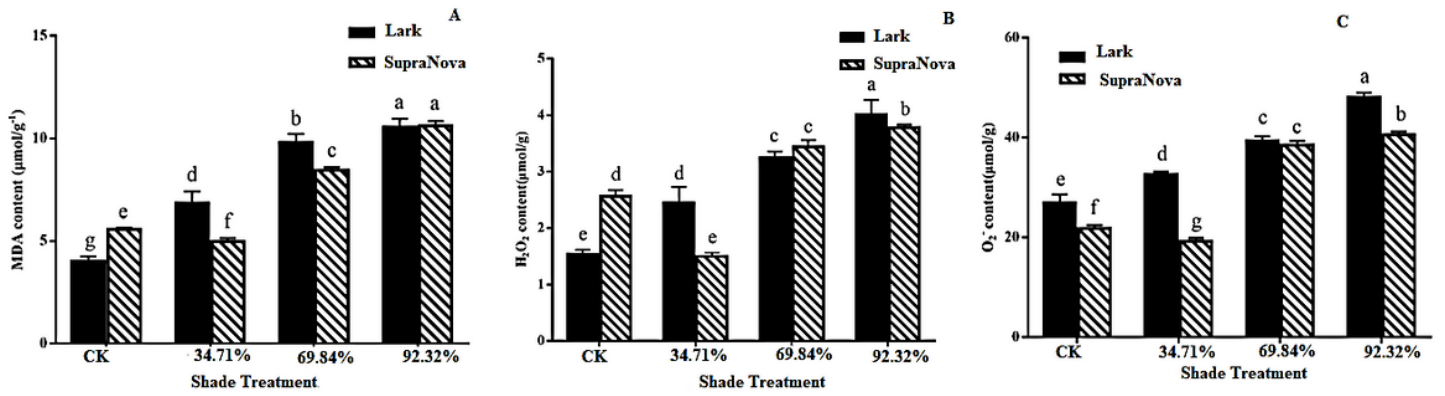 A
Lark
SupraNova
MDA content (μmol/g⁻¹)
15
10
5
0
g e d f b c a a
CK 34.71% 69.84% 92.32%
Shade Treatment
B
Lark
SupraNova
H₂O₂ content(μmol/g)
5
4
3
2
1
0
e d d e c c a b
CK 34.71% 69.84% 92.32%
Shade Treatment
C
Lark
SupraNova
O₂⁻ content(μmol/g)
60
40
20
0
e f d g c c a b
CK 34.71% 69.84% 92.32%
Shade Treatment